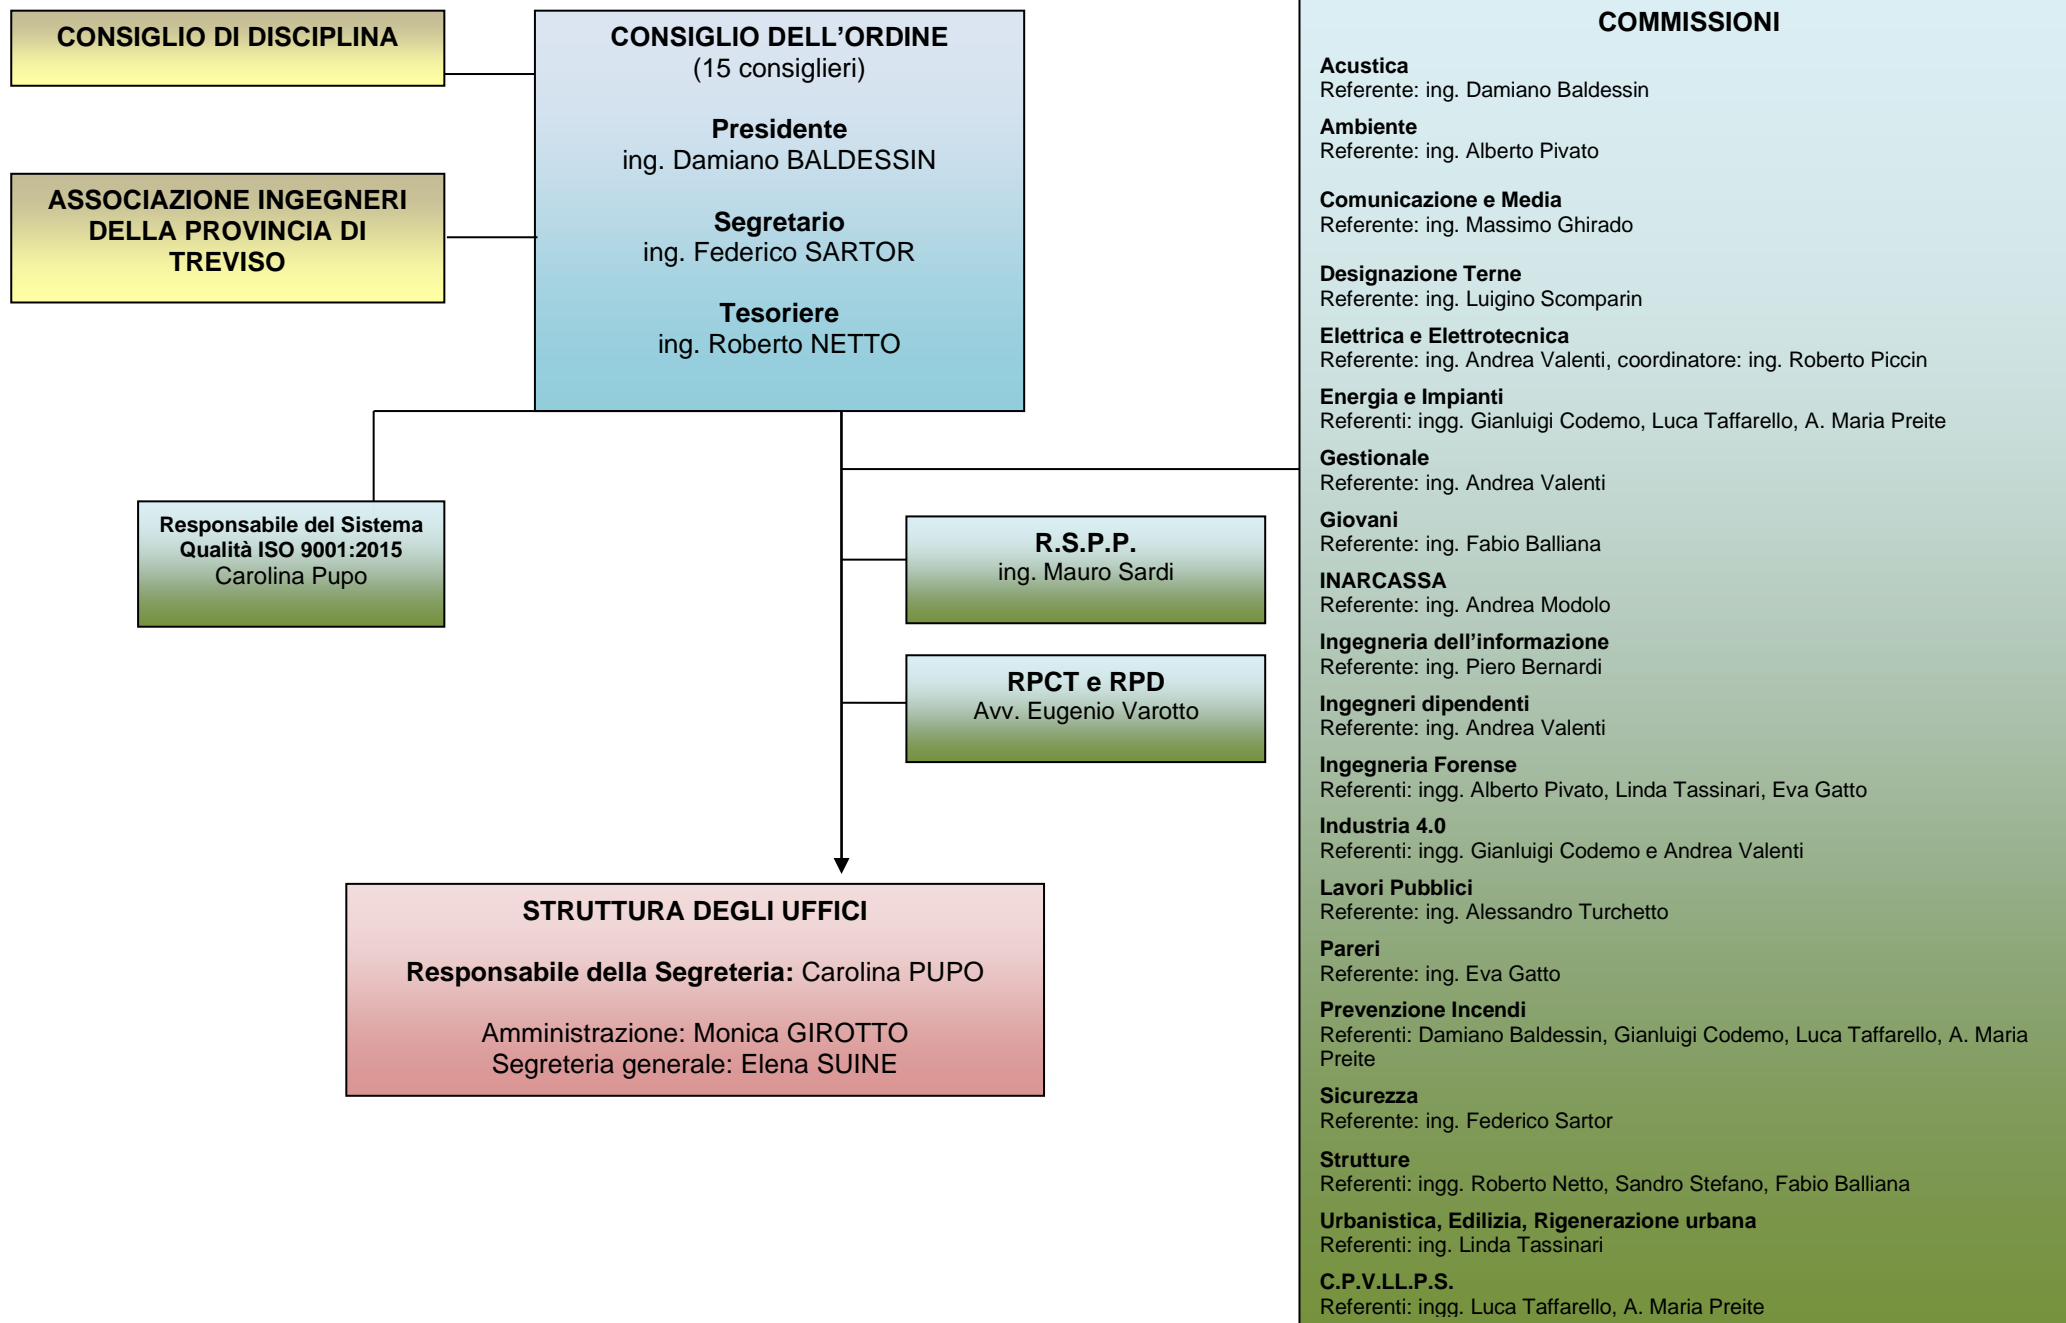 CONSIGLIO DI DISCIPLINA
ASSOCIAZIONE INGEGNERI
DELLA PROVINCIA DI
TREVISO
CONSIGLIO DELL’ORDINE
(15 consiglieri)
Presidente
ing. Damiano BALDESSIN
Segretario
ing. Federico SARTOR
Tesoriere
ing. Roberto NETTO
Responsabile del Sistema
Qualità ISO 9001:2015
Carolina Pupo
R.S.P.P.
ing. Mauro Sardi
RPCT e RPD
Avv. Eugenio Varotto
STRUTTURA DEGLI UFFICI
Responsabile della Segreteria: Carolina PUPO
Amministrazione: Monica GIROTTO
Segreteria generale: Elena SUINE
COMMISSIONI
Acustica
Referente: ing. Damiano Baldessin
Ambiente
Referente: ing. Alberto Pivato
Comunicazione e Media
Referente: ing. Massimo Ghirado
Designazione Terne
Referente: ing. Luigino Scomparin
Elettrica e Elettrotecnica
Referente: ing. Andrea Valenti, coordinatore: ing. Roberto Piccin
Energia e Impianti
Referenti: ingg. Gianluigi Codemo, Luca Taffarello, A. Maria Preite
Gestionale
Referente: ing. Andrea Valenti
Giovani
Referente: ing. Fabio Balliana
INARCASSA
Referente: ing. Andrea Modolo
Ingegneria dell’informazione
Referente: ing. Piero Bernardi
Ingegneri dipendenti
Referente: ing. Andrea Valenti
Ingegneria Forense
Referenti: ingg. Alberto Pivato, Linda Tassinari, Eva Gatto
Industria 4.0
Referenti: ingg. Gianluigi Codemo e Andrea Valenti
Lavori Pubblici
Referente: ing. Alessandro Turchetto
Pareri
Referente: ing. Eva Gatto
Prevenzione Incendi
Referenti: Damiano Baldessin, Gianluigi Codemo, Luca Taffarello, A. Maria
Preite
Sicurezza
Referente: ing. Federico Sartor
Strutture
Referenti: ingg. Roberto Netto, Sandro Stefano, Fabio Balliana
Urbanistica, Edilizia, Rigenerazione urbana
Referenti: ing. Linda Tassinari
C.P.V.LL.P.S.
Referenti: ingg. Luca Taffarello, A. Maria Preite